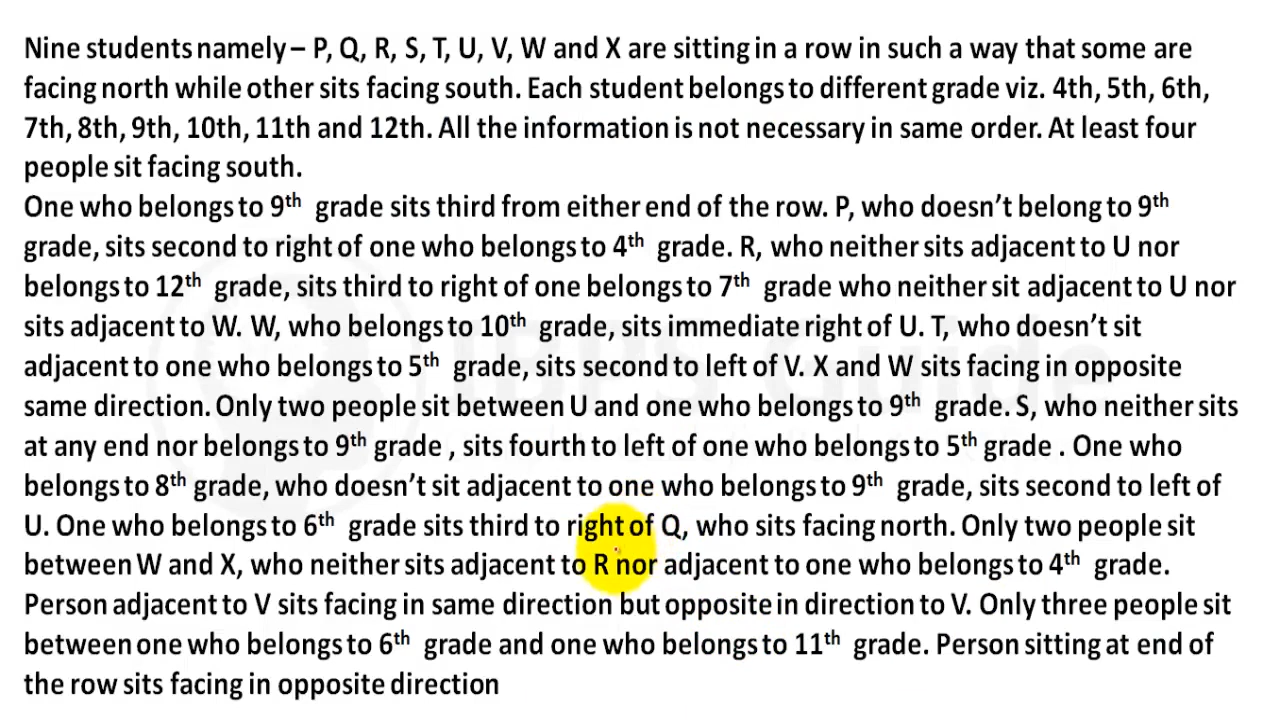 Nine students namely – P, Q, R, S, T, U, V, W and X are sitting in a row in such a way that some are
facing north while other sits facing south. Each student belongs to different grade viz. 4th, 5th, 6th,
7th, 8th, 9th, 10th, 11th and 12th. All the information is not necessary in same order. At least four
people sit facing south.
One who belongs to 9th grade sits third from either end of the row. P, who doesn't belong to 9th
grade, sits second to right of one who belongs to 4th grade. R, who neither sits adjacent to U nor
belongs to 12th grade, sits third to right of one belongs to 7th grade who neither sit adjacent to U nor
sits adjacent to W. W, who belongs to 10th grade, sits immediate right of U. T, who doesn't sit
adjacent to one who belongs to 5th grade, sits second to left of V. X and W sits facing in opposite
same direction. Only two people sit between U and one who belongs to 9th grade. S, who neither sits
at any end nor belongs to 9th grade , sits fourth to left of one who belongs to 5th grade . One who
belongs to 8th grade, who doesn't sit adjacent to one who belongs to 9th grade, sits second to left of
U. One who belongs to 6th grade sits third to right of Q, who sits facing north. Only two people sit
between W and X, who neither sits adjacent to R nor adjacent to one who belongs to 4th grade.
Person adjacent to V sits facing in same direction but opposite in direction to V. Only three people sit
between one who belongs to 6th grade and one who belongs to 11th grade. Person sitting at end of
the row sits facing in opposite direction